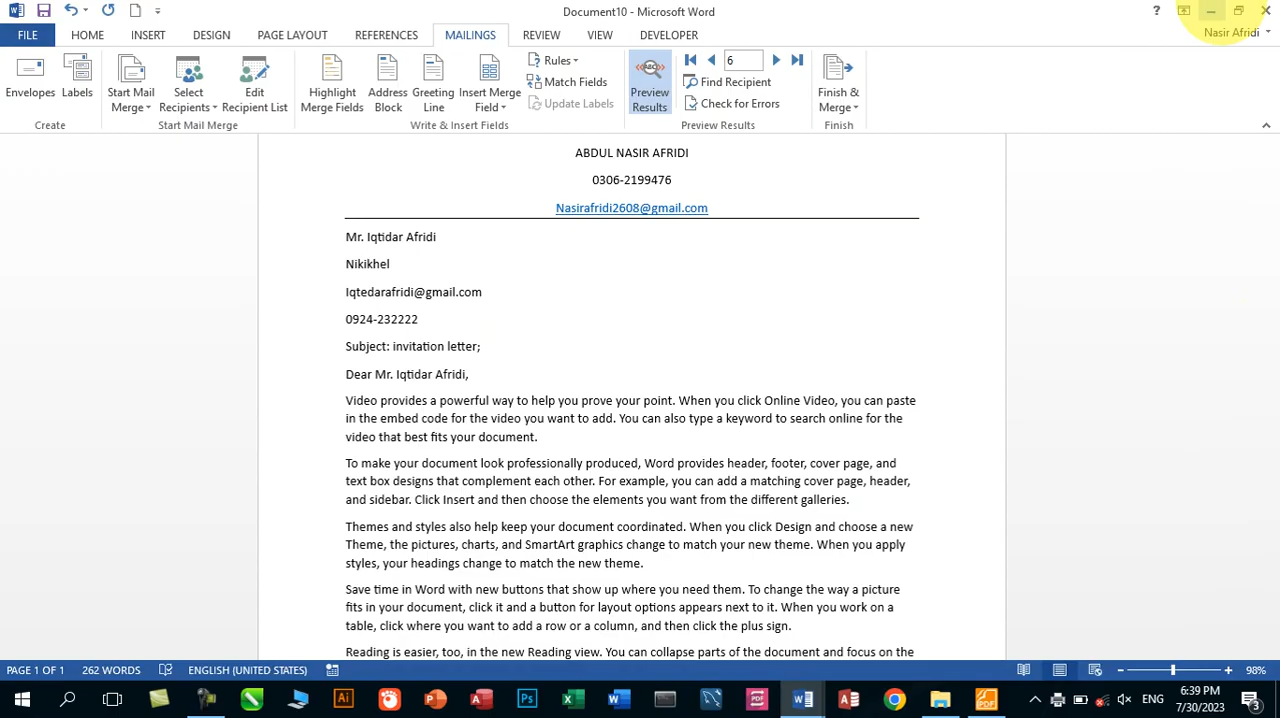 Document10 - Microsoft Word
?
Nasir Afridi
FILE HOME INSERT DESIGN PAGE LAYOUT REFERENCES MAILINGS REVIEW VIEW DEVELOPER
Envelopes
Labels
Create
Start Mail
Merge
Select
Recipients
Edit
Recipient List
Start Mail Merge
Highlight
Merge Fields
Address
Block
Greeting
Line
Insert Merge
Field
Rules
Match Fields
Update Labels
Write & Insert Fields
ABC
Preview
Results
6
Find Recipient
Check for Errors
Preview Results
Finish &
Merge
Finish
ABDUL NASIR AFRIDI
0306-2199476
Nasirafridi2608@gmail.com
Mr. Iqtidar Afridi
Nikikhel
Iqtedarafridi@gmail.com
0924-232222
Subject: invitation letter;
Dear Mr. Iqtidar Afridi,
Video provides a powerful way to help you prove your point. When you click Online Video, you can paste
in the embed code for the video you want to add. You can also type a keyword to search online for the
video that best fits your document.
To make your document look professionally produced, Word provides header, footer, cover page, and
text box designs that complement each other. For example, you can add a matching cover page, header,
and sidebar. Click Insert and then choose the elements you want from the different galleries.
Themes and styles also help keep your document coordinated. When you click Design and choose a new
Theme, the pictures, charts, and SmartArt graphics change to match your new theme. When you apply
styles, your headings change to match the new theme.
Save time in Word with new buttons that show up where you need them. To change the way a picture
fits in your document, click it and a button for layout options appears next to it. When you work on a
table, click where you want to add a row or a column, and then click the plus sign.
Reading is easier, too, in the new Reading view. You can collapse parts of the document and focus on the
PAGE 1 OF 1 262 WORDS ENGLISH (UNITED STATES) 98%
ENG
6:39 PM
7/30/2023
3